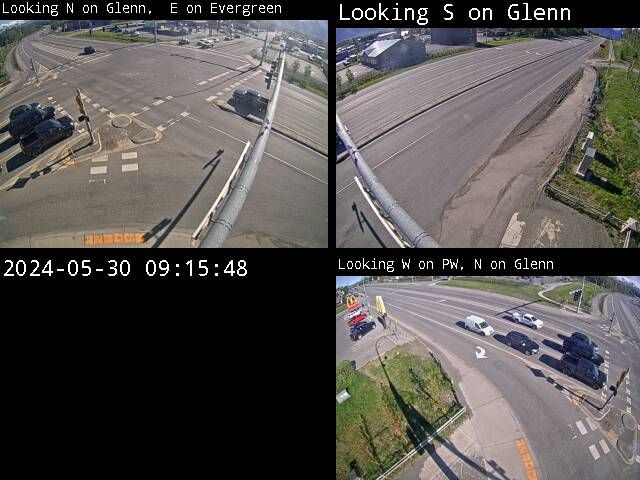 Looking N on Glenn,  E on Evergreen
Looking S on Glenn
2024-05-30 09:15:48
Looking W on PW, N on Glenn